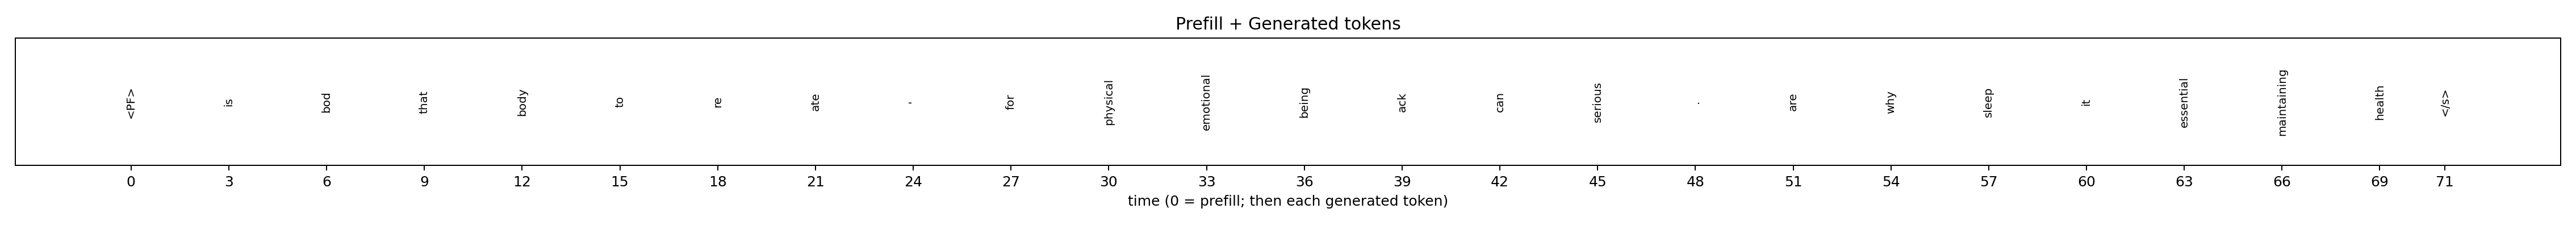 Prefill + Generated tokens
<PF> is bod that body to re ate - for physical emotional being ack can serious . are why sleep it essential maintaining health </s>
0 3 6 9 12 15 18 21 24 27 30 33 36 39 42 45 48 51 54 57 60 63 66 69 71
time (0 = prefill; then each generated token)